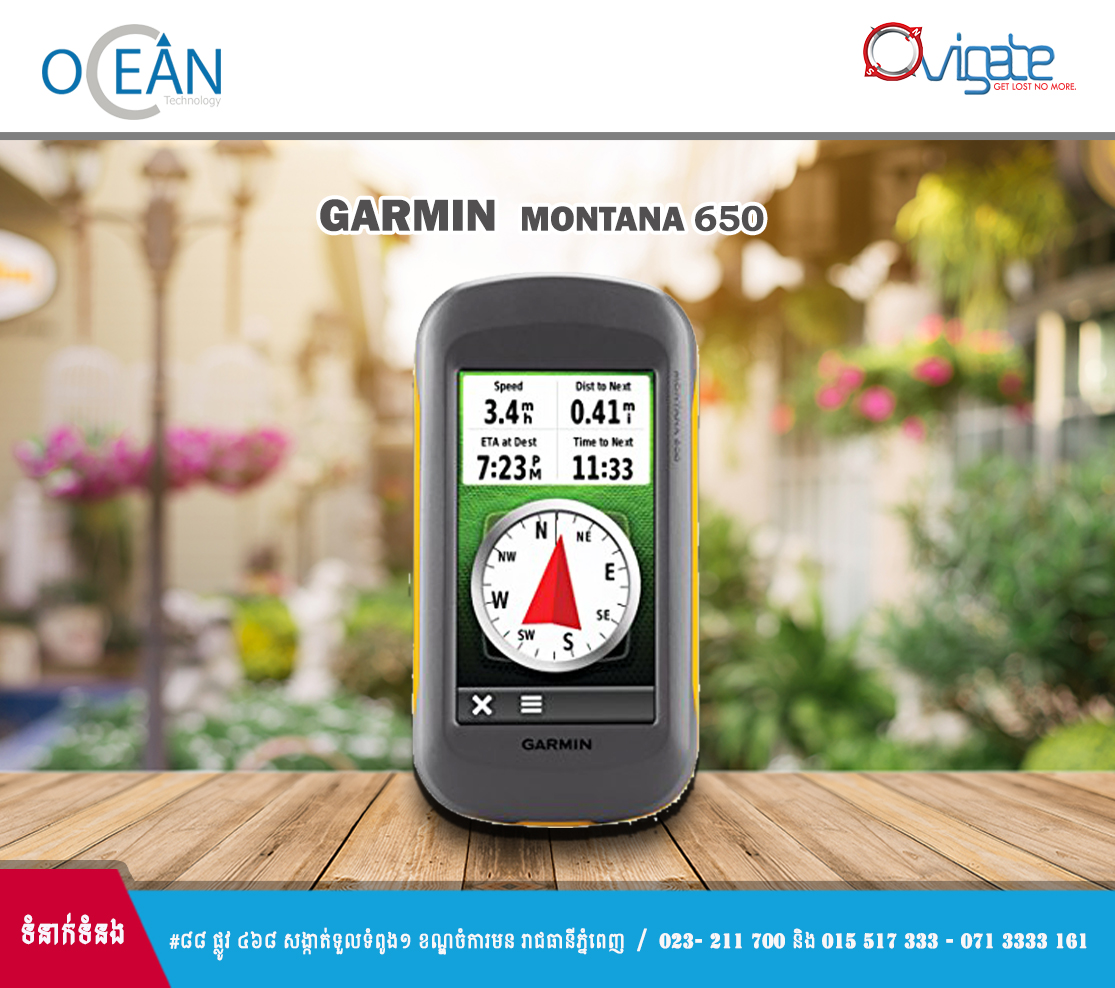 OCEAN
Technology
Ovigate
GET LOST NO MORE.
GARMIN MONTANA 650
Speed
Dist to Next
3.4 mh
0.41 mi
ETA at Dest
Time to Next
7:23 PM
11:33
N
NE
E
SE
S
SW
W
NW
GARMIN
ទំនាក់ទំនង
#៨៨ ផ្លូវ ៤៦៨ សង្កាត់ទួលទំពូង១ ខណ្ឌចំការមន រាជធានីភ្នំពេញ / 023- 211 700 និង 015 517 333 - 071 3333 161